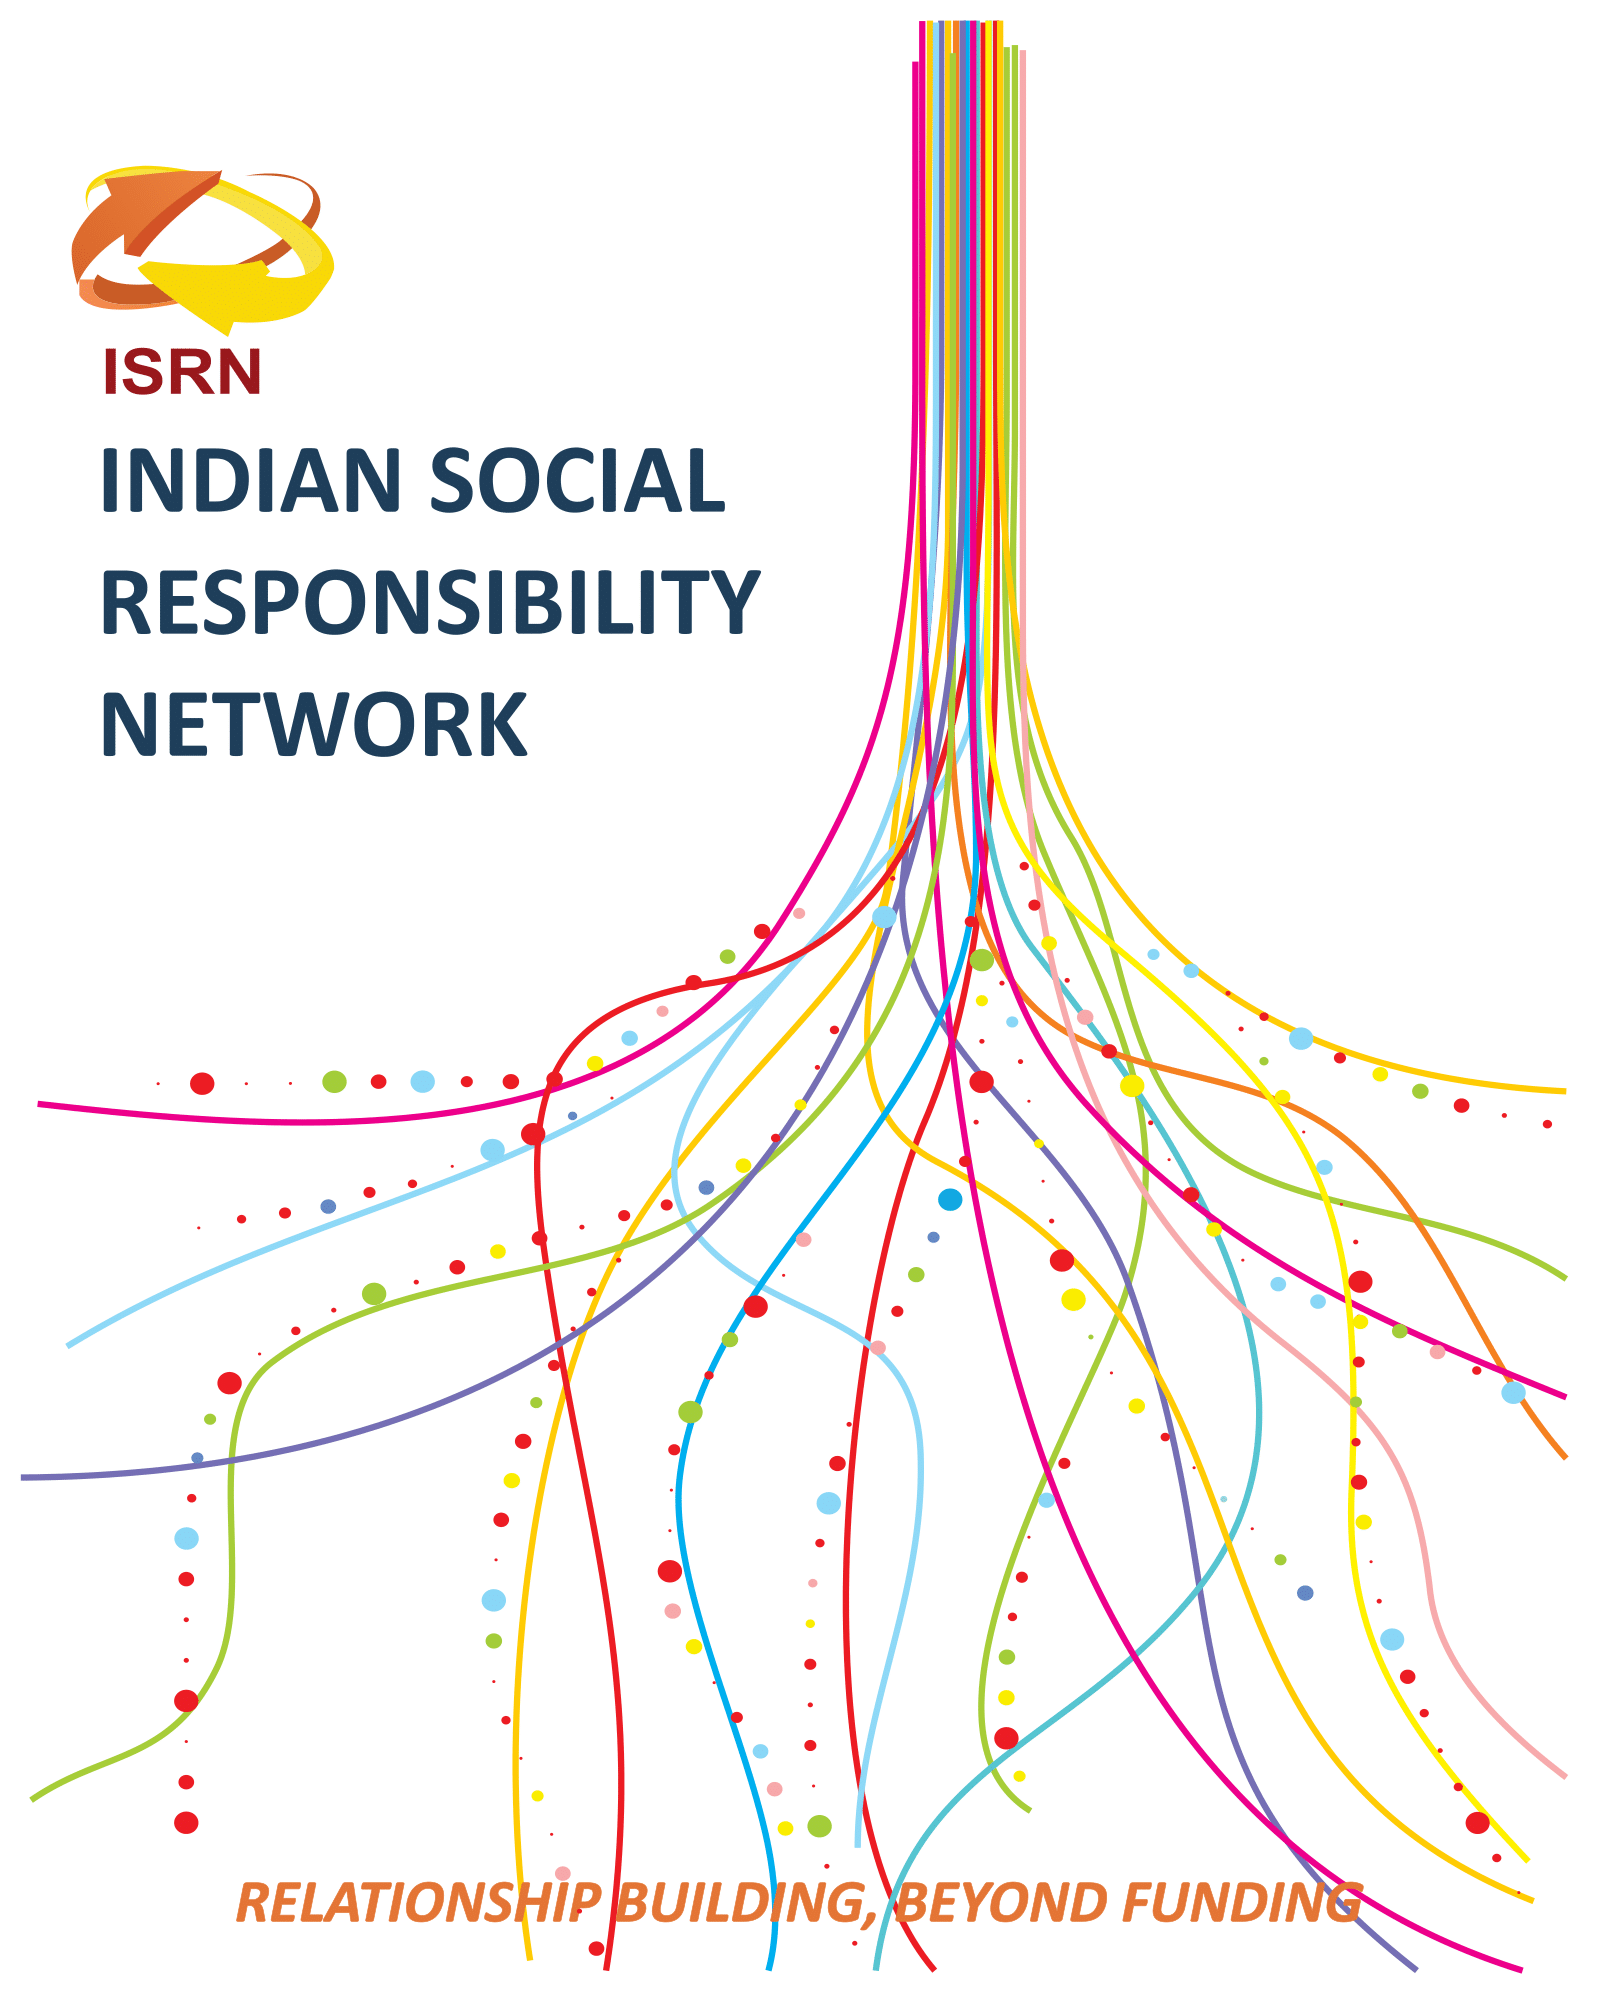 ISRN
INDIAN SOCIAL
RESPONSIBILITY
NETWORK
RELATIONSHIP BUILDING, BEYOND FUNDING